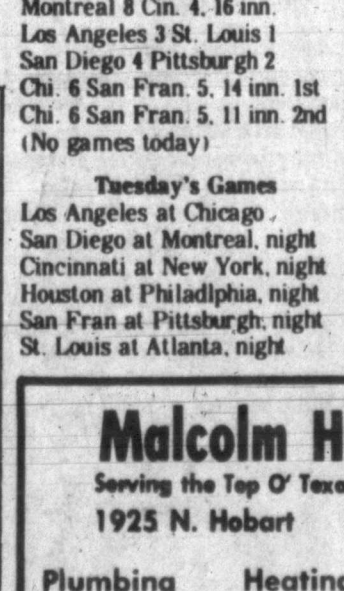 Montreal 8 Cin. 4, 16 inn.
Los Angeles 3 St. Louis 1
San Diego 4 Pittsburgh 2
Chi. 6 San Fran. 5, 14 inn. 1st
Chi. 6 San Fran. 5, 11 inn. 2nd
(No games today)
Tuesday's Games
Los Angeles at Chicago
San Diego at Montreal, night
Cincinnati at New York, night
Houston at Philadlphia, night
San Fran at Pittsburgh, night
St. Louis at Atlanta, night
Malcolm H
Serving the Top O' Texa
1925 N. Hobart
Plumbing Heating